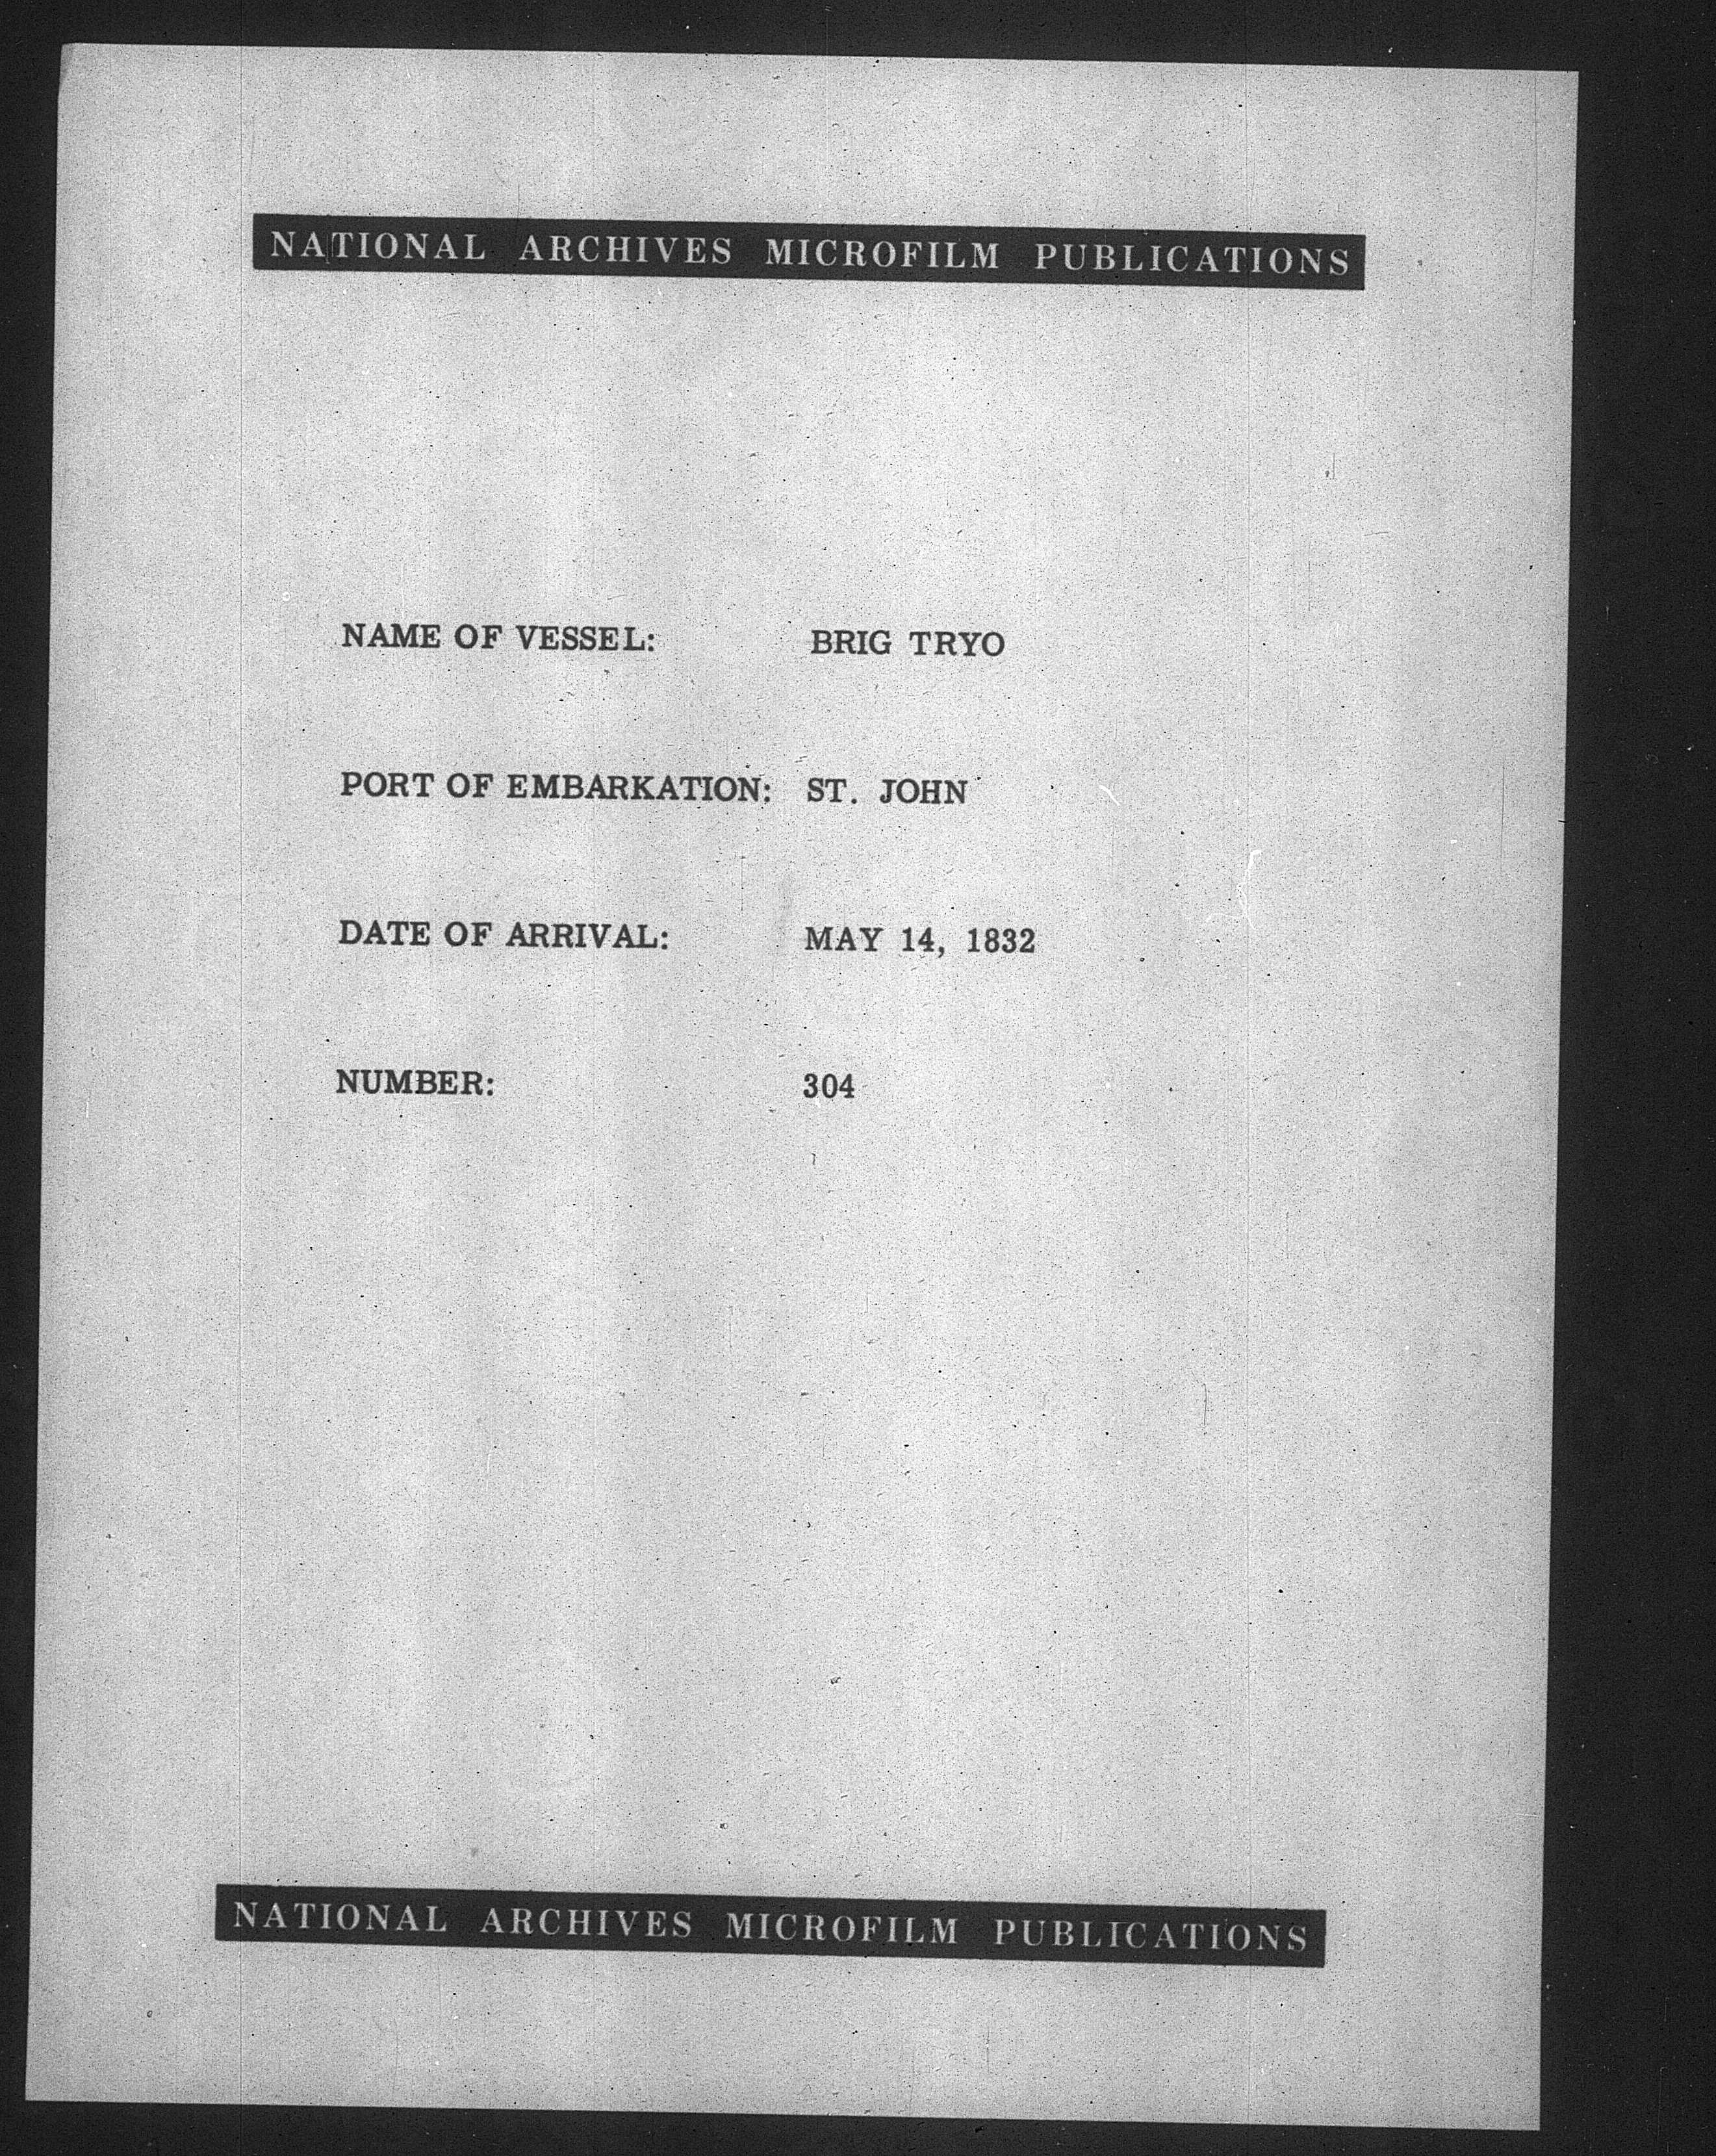 NATIONAL ARCHIVES MICROFILM PUBLICATIONS
NAME OF VESSEL: BRIG TRYO
PORT OF EMBARKATION: ST. JOHN
DATE OF ARRIVAL: MAY 14, 1832
NUMBER: 304
NATIONAL ARCHIVES MICROFILM PUBLICATIONS